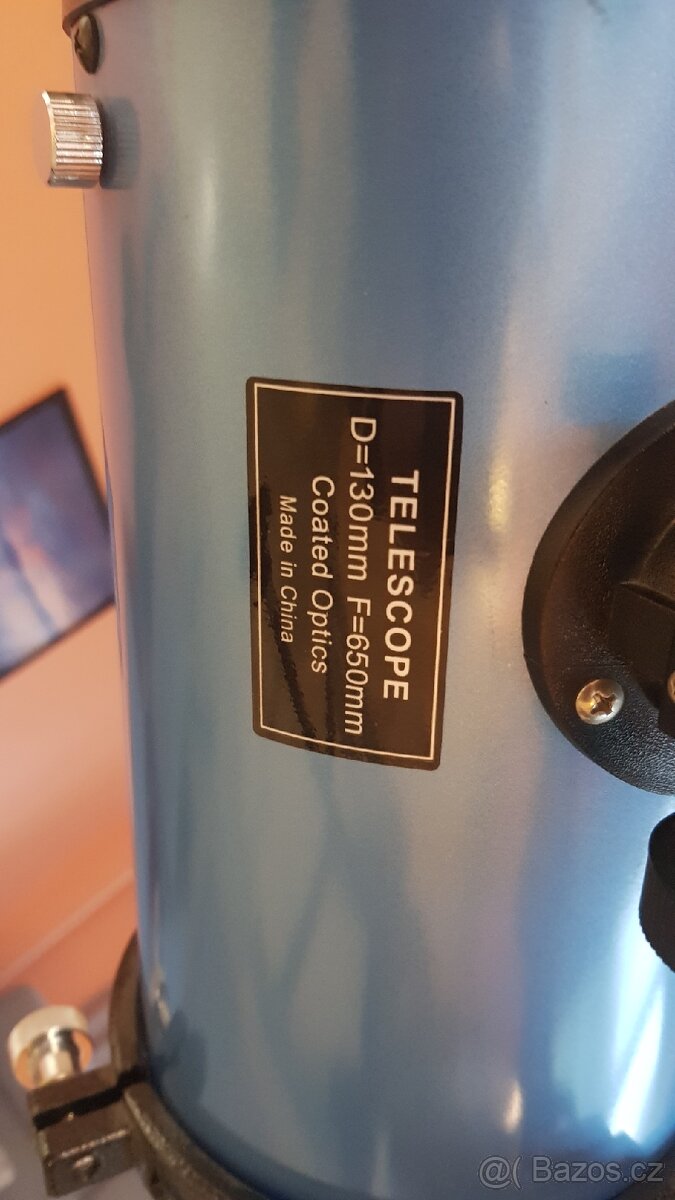 TELESCOPE
D=130mm F=650mm
Coated Optics
Made in China
@( Bazos.cz